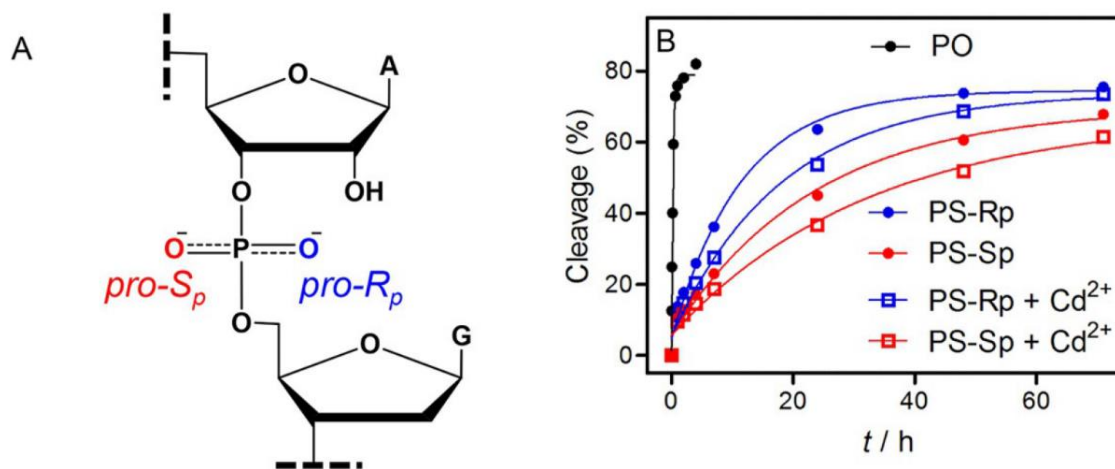 A
O
A
O
OH
O⁻
P
O⁻
pro-Sp
pro-Rp
O
O
G
B
PO
PS-Rp
PS-Sp
PS-Rp + Cd²⁺
PS-Sp + Cd²⁺
Cleavage (%)
80
60
40
20
0
0
20
40
60
t / h